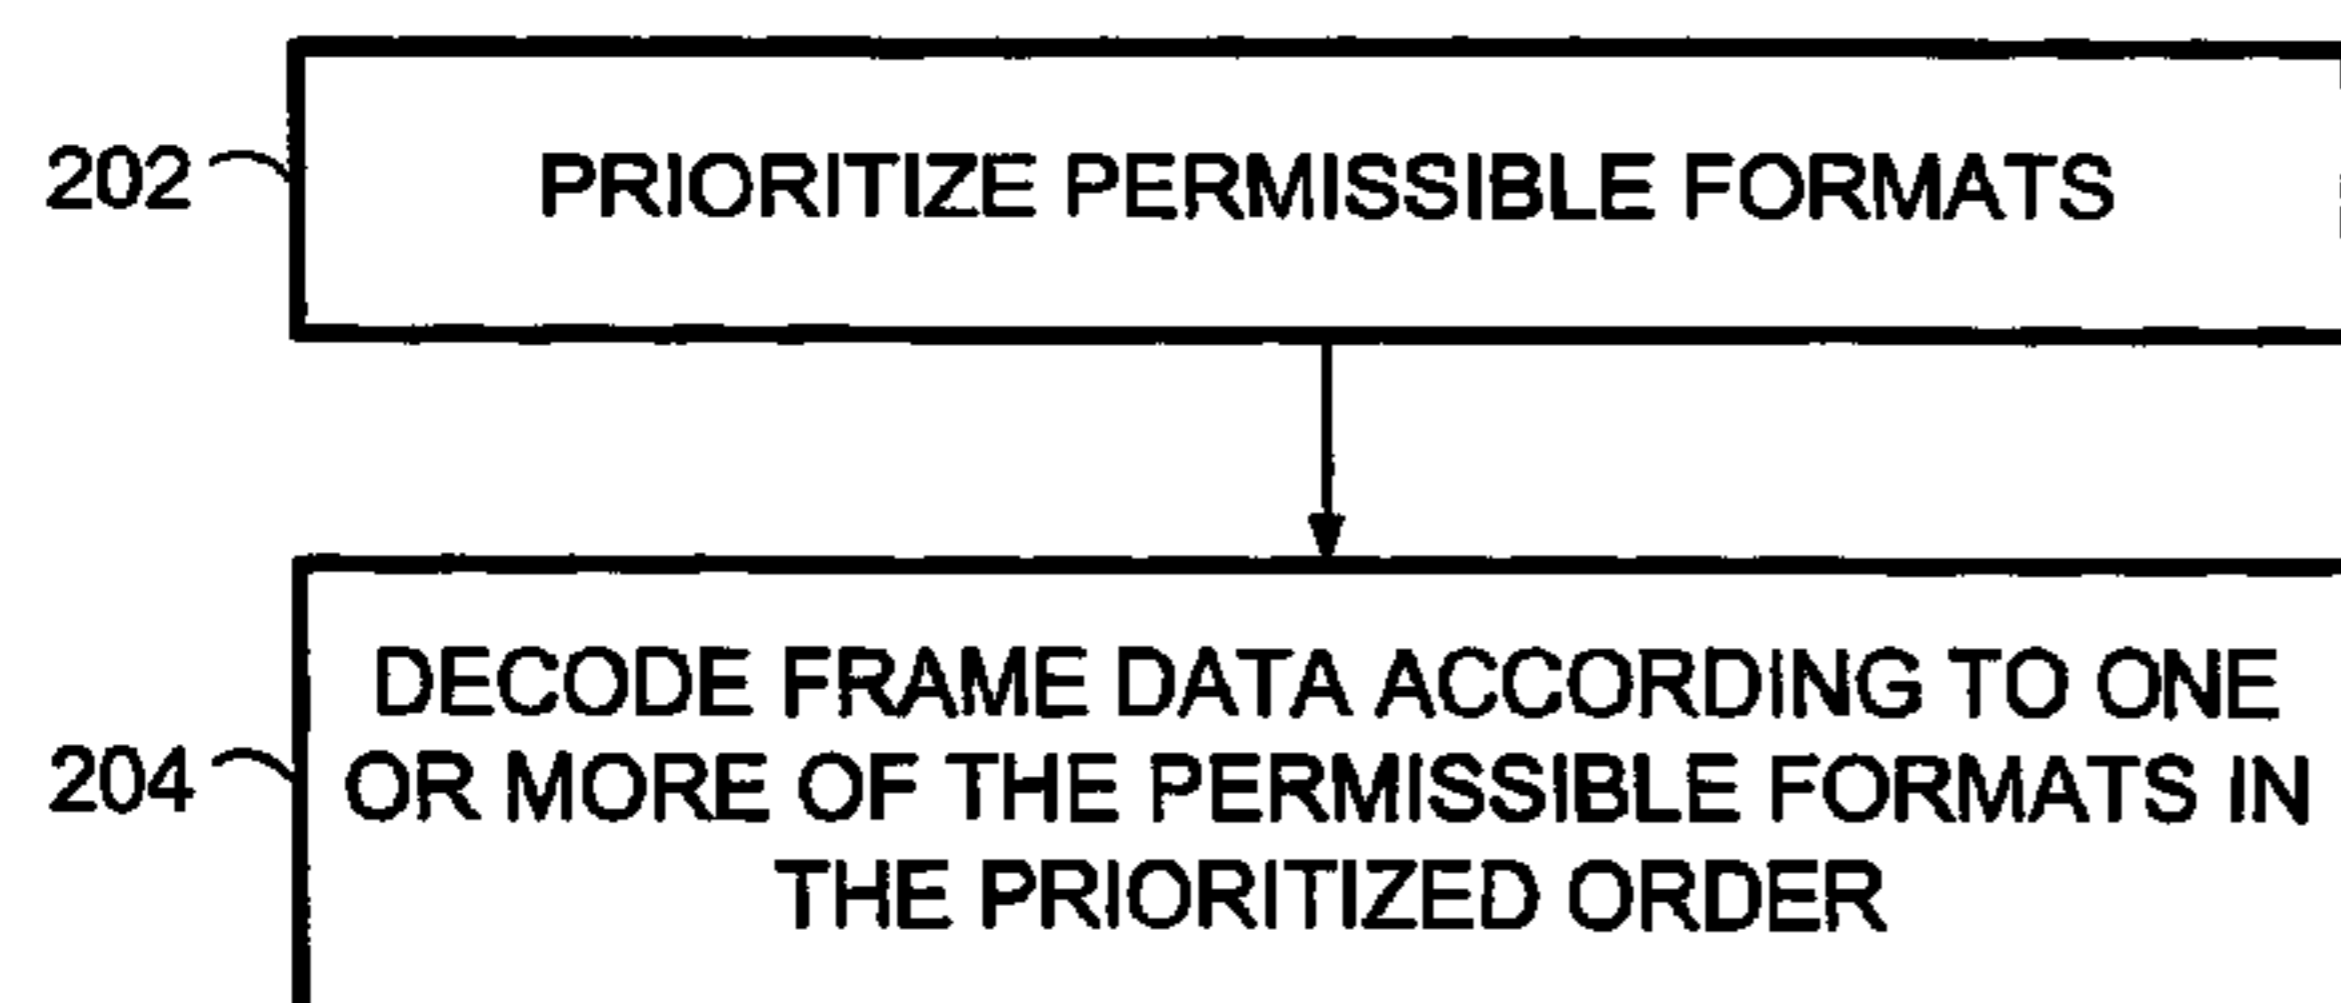 202
PRIORITIZE PERMISSIBLE FORMATS
DECODE FRAME DATA ACCORDING TO ONE
204
OR MORE OF THE PERMISSIBLE FORMATS IN
THE PRIORITIZED ORDER